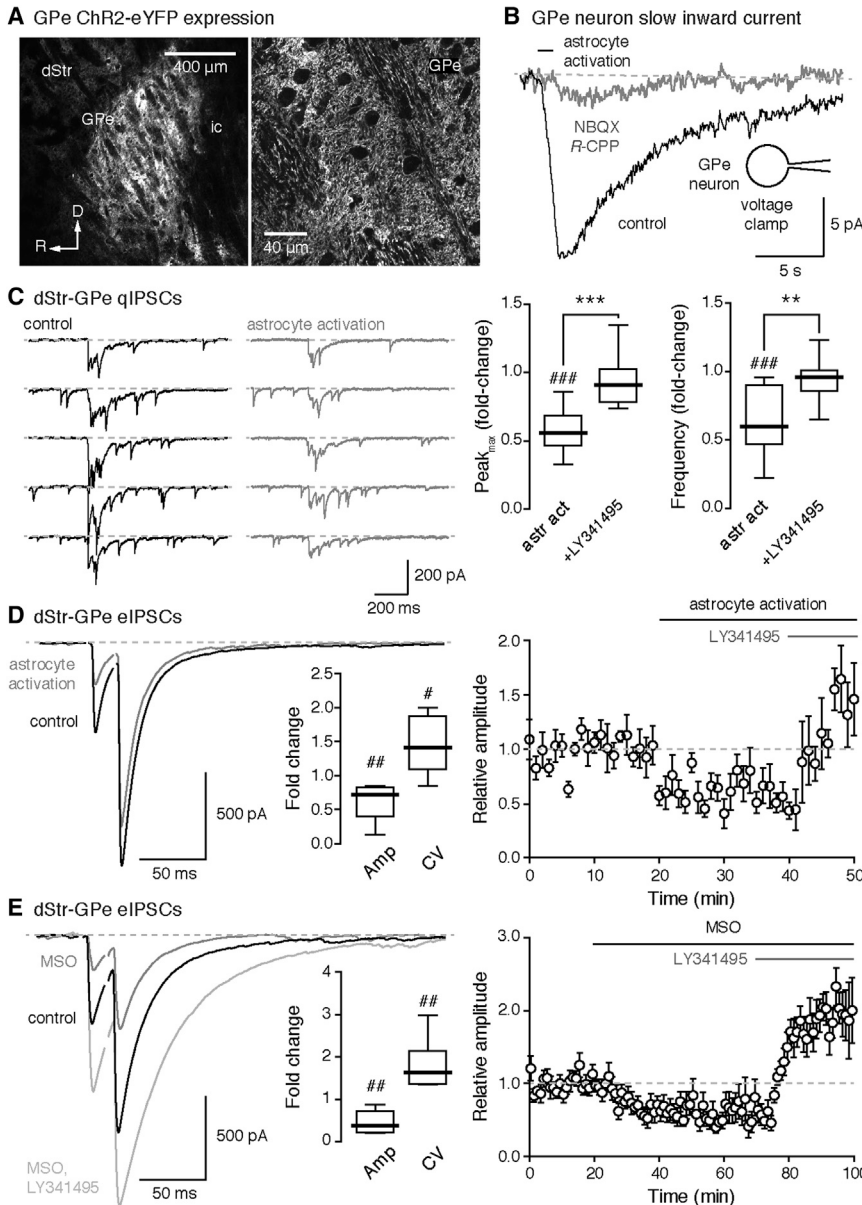 A GPe ChR2-eYFP expression
dStr
400 µm
GPe
ic
D
R
GPe
40 µm
B GPe neuron slow inward current
astrocyte
activation
NBQX
R-CPP
GPe
neuron
voltage
clamp
control
5 pA
5 s
C dStr-GPe qIPSCs
control
astrocyte activation
200 pA
200 ms
Peakmax (fold-change)
1.5
1.0
0.5
0.0
***
###
astr act
+LY341495
Frequency (fold-change)
1.5
1.0
0.5
0.0
**
###
astr act
+LY341495
D dStr-GPe eIPSCs
astrocyte
activation
control
500 pA
50 ms
Fold change
2.5
2.0
1.5
1.0
0.5
0.0
##
#
Amp
CV
astrocyte activation
LY341495
Relative amplitude
2.0
1.5
1.0
0.5
0.0
0 10 20 30 40 50
Time (min)
E dStr-GPe eIPSCs
MSO
control
MSO,
LY341495
500 pA
50 ms
Fold change
4
3
2
1
0
##
##
Amp
CV
MSO
LY341495
Relative amplitude
3.0
2.0
1.0
0.0
0 20 40 60 80 100
Time (min)